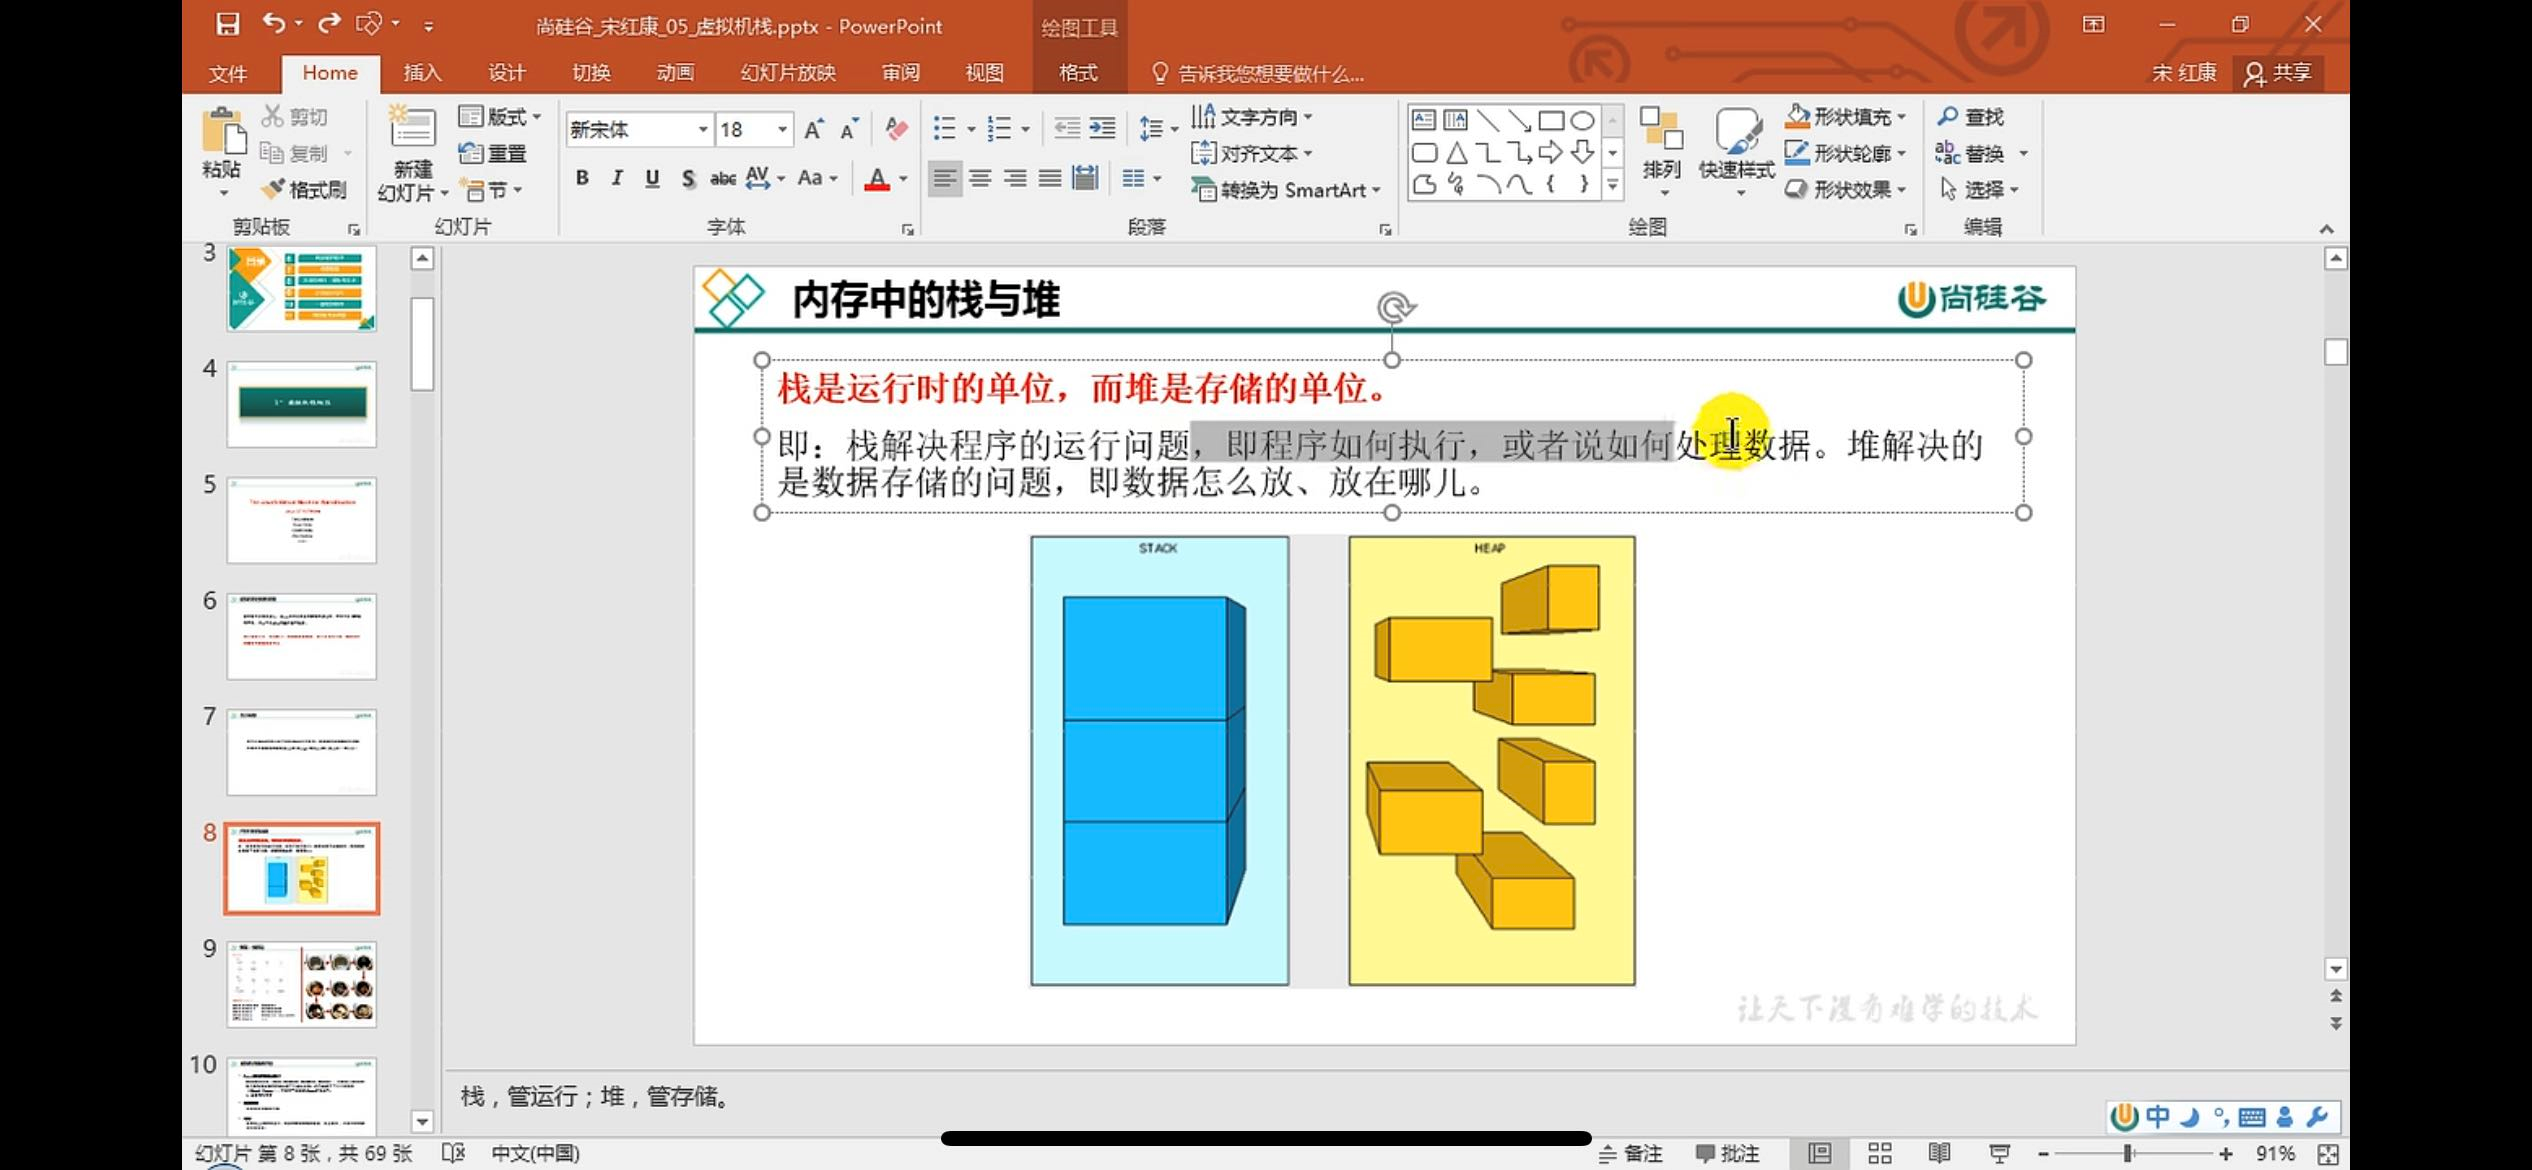 尚硅谷_宋红康_05_虚拟机栈.pptx - PowerPoint
绘图工具
文件 Home 插入 设计 切换 动画 幻灯片放映 审阅 视图 格式 告诉我您想要做什么... 宋 红康 共享
粘贴
剪切
复制
格式刷
剪贴板
新建
幻灯片
版式
重置
节
幻灯片
新宋体 18
B I U S abc AV Aa A
字体
文字方向
对齐文本
转换为 SmartArt
段落
排列
快速样式
形状填充
形状轮廓
形状效果
绘图
查找
替换
选择
编辑
3
4
5
6
7
8
9
10
内存中的栈与堆
尚硅谷
栈是运行时的单位，而堆是存储的单位。
即：栈解决程序的运行问题，即程序如何执行，或者说如何处理数据。堆解决的
是数据存储的问题，即数据怎么放、放在哪儿。
STACK
HEAP
让天下没有难学的技术
栈，管运行；堆，管存储。
中
幻灯片 第 8 张，共 69 张 中文(中国) 备注 批注 91%